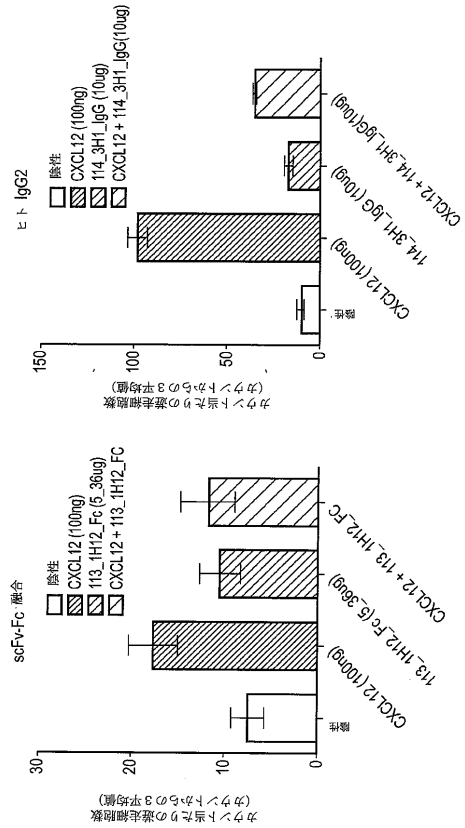 scFv-Fc 融合
陰性
CXCL12 (100ng)
113_1H12_Fc (5_36ug)
CXCL12 + 113_1H12_FC
カウント当たりの遊走細胞数
(カウントからの3平均値)
30
20
10
0
陰性
CXCL12 (100ng)
113_1H12_Fc (5_36ug)
CXCL12 + 113_1H12_FC
ヒト IgG2
陰性
CXCL12 (100ng)
114_3H1_IgG (10ug)
CXCL12 + 114_3H1_IgG(10ug)
カウント当たりの遊走細胞数
(カウントからの3平均値)
150
100
50
0
陰性
CXCL12 (100ng)
114_3H1_IgG (10ug)
CXCL12 + 114_3H1_IgG(10ug)